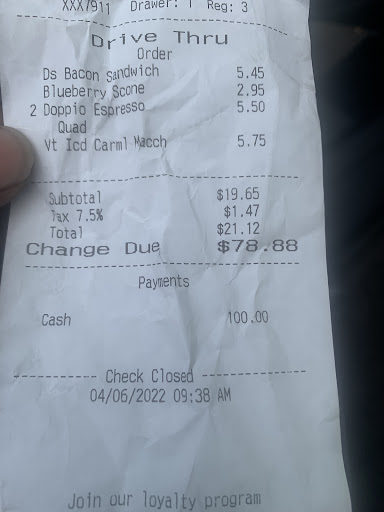 XXX7911 Drawer: 1 Reg: 3
Drive Thru
Order
Ds Bacon Sandwich 5.45
Blueberry Scone 2.95
2 Doppio Espresso 5.50
Quad
Vt Icd Carml Macch 5.75
Subtotal $19.65
Tax 7.5% $1.47
Total $21.12
Change Due $78.88
Payments
Cash 100.00
Check Closed
04/06/2022 09:38 AM
Join our loyalty program